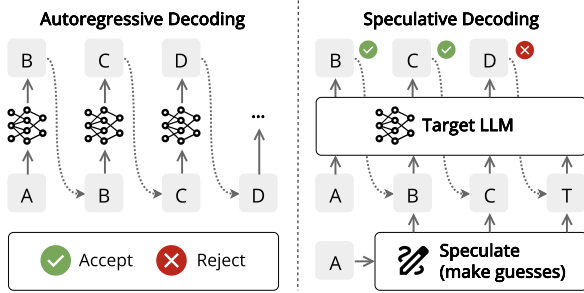 Autoregressive Decoding
B C D
...
A B C D
Accept Reject
Speculative Decoding
B C D
Target LLM
A B C T
A
Speculate
(make guesses)